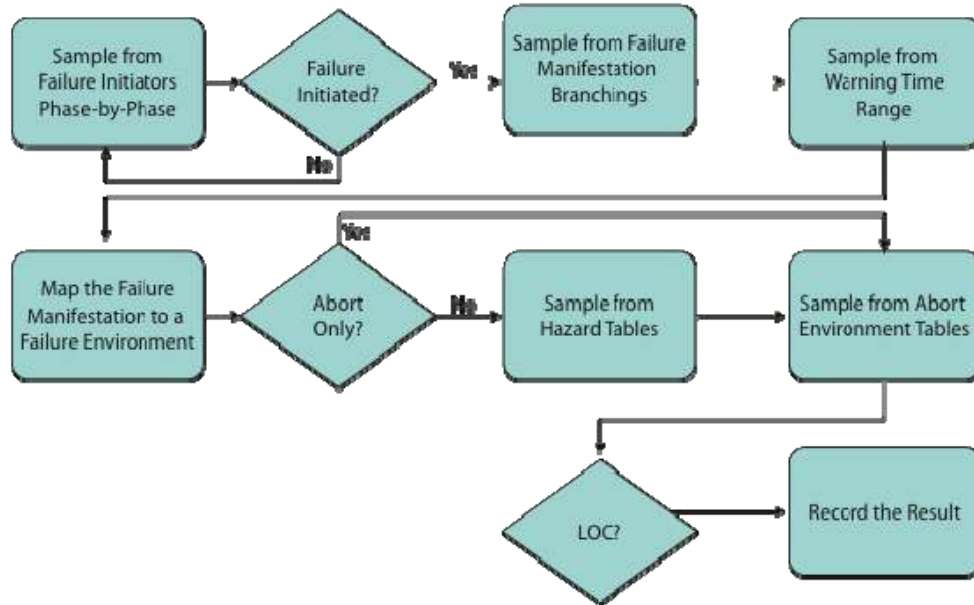 Sample from
Failure Initiators
Phase-by-Phase
Failure
Initiated?
Yes
Sample from Failure
Manifestation
Branchings
Sample from
Warning Time
Range
No
Map the Failure
Manifestation to a
Failure Environment
Yes
Abort
Only?
No
Sample from
Hazard Tables
Sample from Abort
Environment Tables
LOC?
Record the Result